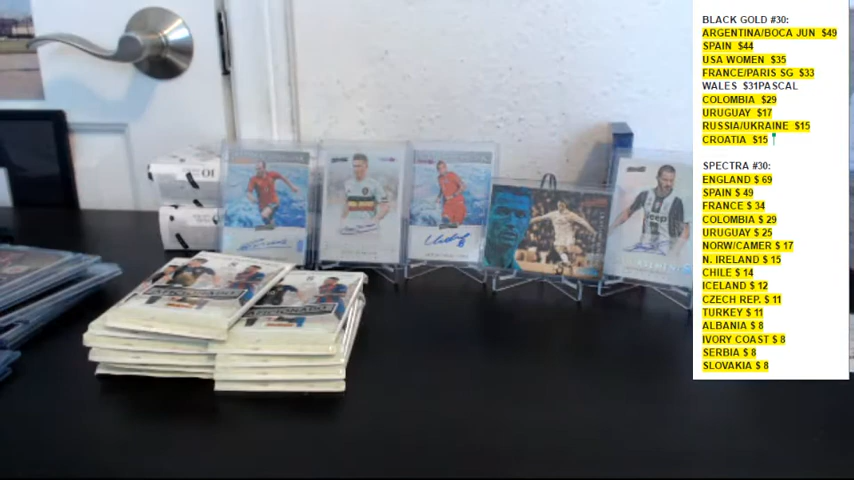 BLACK GOLD #30:
ARGENTINA/BOCA JUN $49
SPAIN $44
USA WOMEN $35
FRANCE/PARIS SG $33
WALES $31PASCAL
COLOMBIA $29
URUGUAY $17
RUSSIA/UKRAINE $15
CROATIA $15
SPECTRA #30:
ENGLAND $ 69
SPAIN $ 49
FRANCE $ 34
COLOMBIA $ 29
URUGUAY $ 25
NORW/CAMER $ 17
N. IRELAND $ 15
CHILE $ 14
ICELAND $ 12
CZECH REP. $ 11
TURKEY $ 11
ALBANIA $ 8
IVORY COAST $ 8
SERBIA $ 8
SLOVAKIA $ 8
Jeep